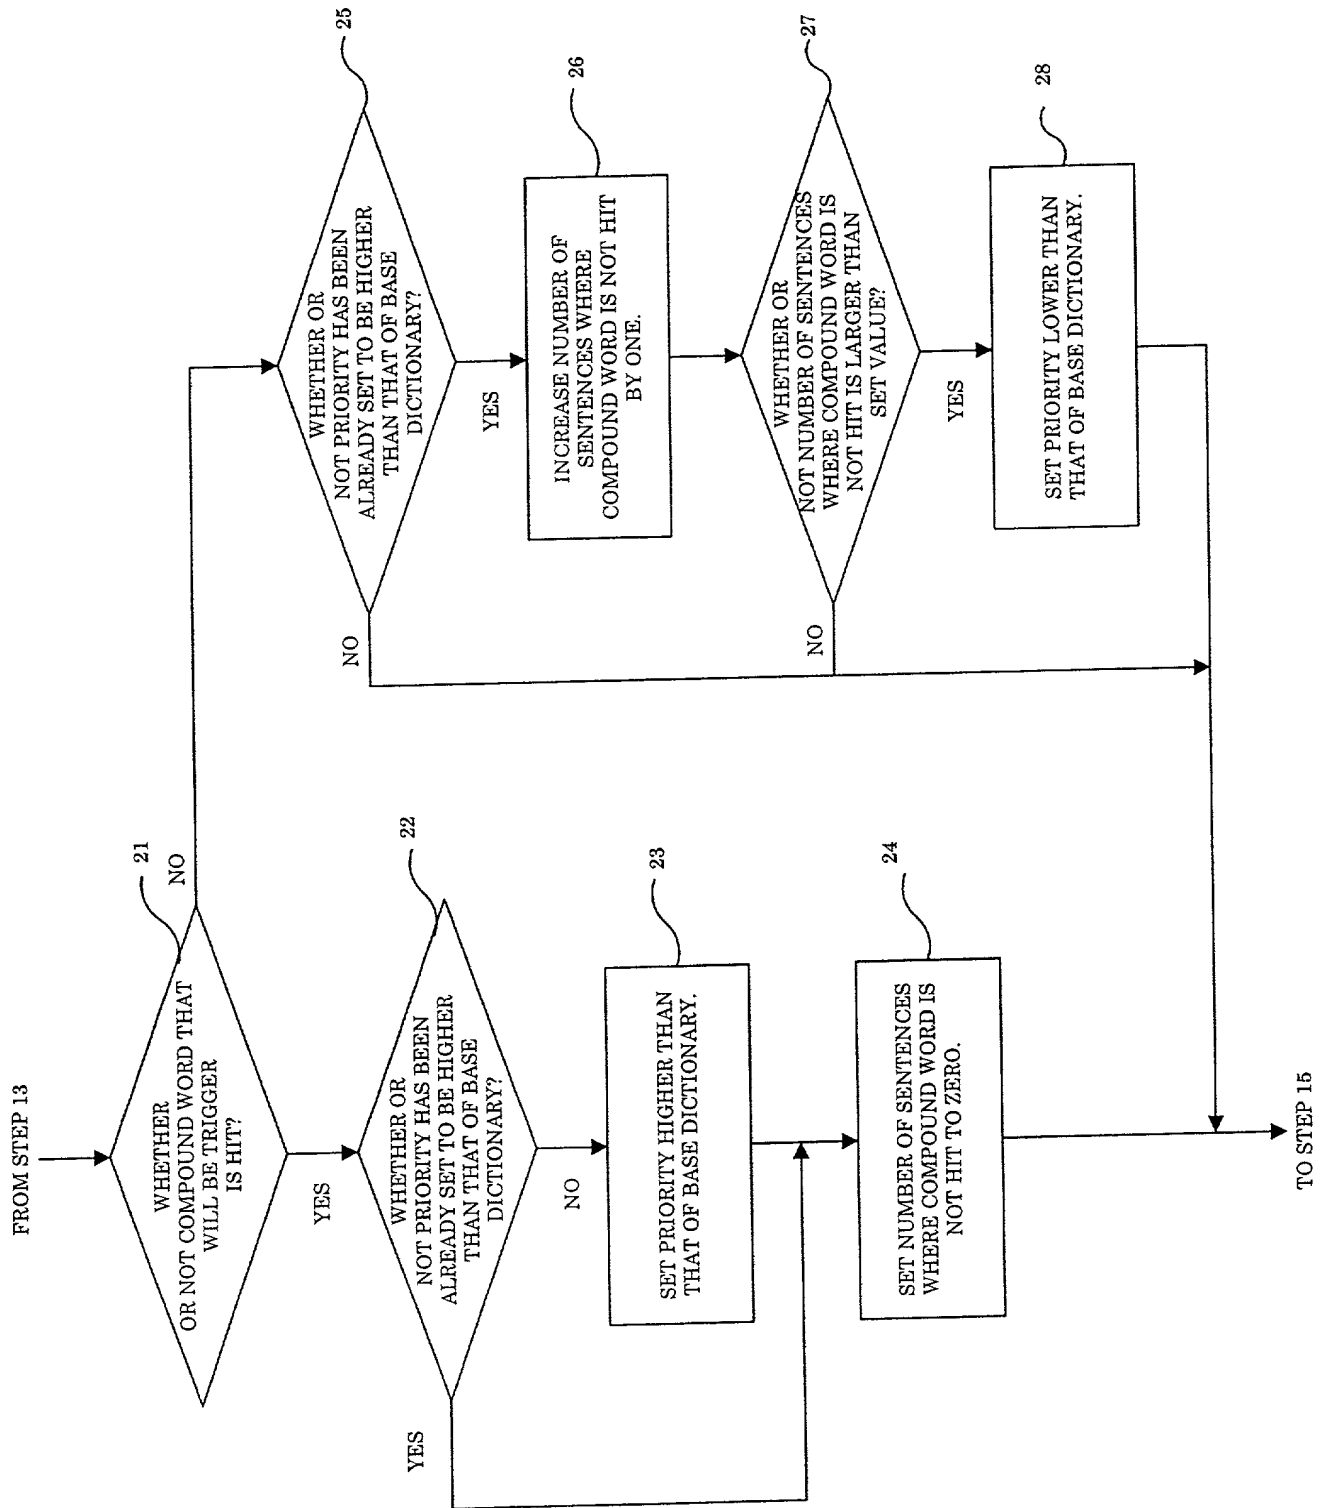 FROM STEP 13
21
WHETHER
OR NOT COMPOUND WORD THAT
WILL BE TRIGGER
IS HIT?
NO
YES
22
WHETHER OR
NOT PRIORITY HAS BEEN
ALREADY SET TO BE HIGHER
THAN THAT OF BASE
DICTIONARY?
YES
NO
23
SET PRIORITY HIGHER THAN
THAT OF BASE DICTIONARY.
24
SET NUMBER OF SENTENCES
WHERE COMPOUND WORD IS
NOT HIT TO ZERO.
25
WHETHER OR
NOT PRIORITY HAS BEEN
ALREADY SET TO BE HIGHER
THAN THAT OF BASE
DICTIONARY?
NO
YES
26
INCREASE NUMBER OF
SENTENCES WHERE
COMPOUND WORD IS NOT HIT
BY ONE.
27
WHETHER OR
NOT NUMBER OF SENTENCES
WHERE COMPOUND WORD IS
NOT HIT IS LARGER THAN
SET VALUE?
NO
YES
28
SET PRIORITY LOWER THAN
THAT OF BASE DICTIONARY.
TO STEP 15